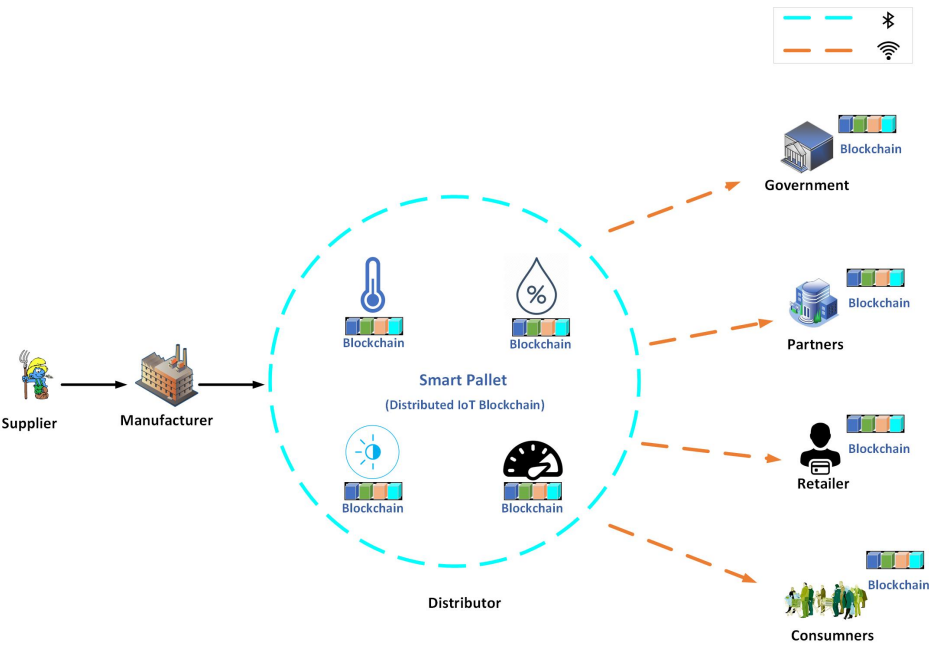 Blockchain
Government
Blockchain
Partners
%
Blockchain
Blockchain
Smart Pallet
(Distributed IoT Blockchain)
Supplier
Manufacturer
Blockchain
Retailer
Blockchain
Blockchain
Distributor
Blockchain
Consumners